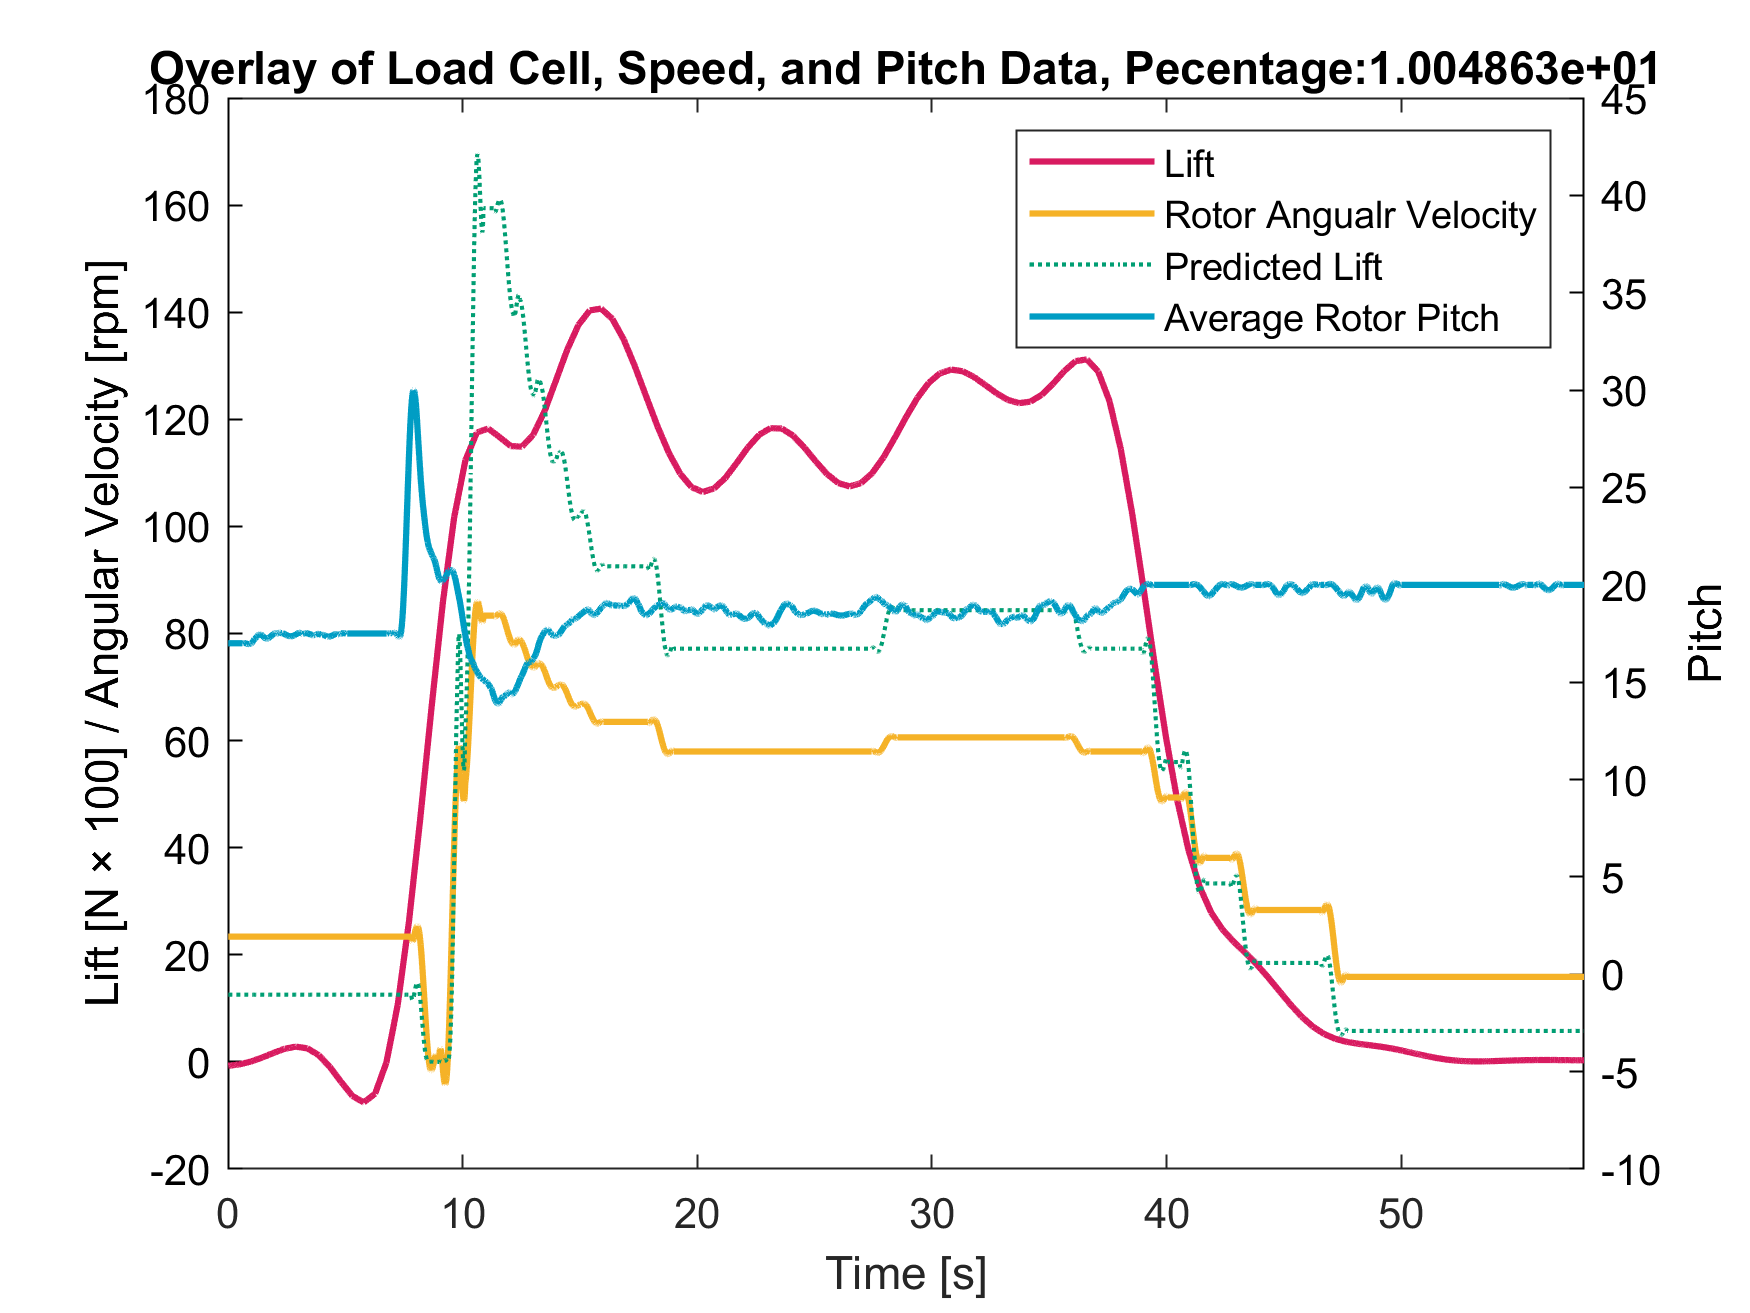 Overlay of Load Cell, Speed, and Pitch Data, Pecentage:1.004863e+01
Lift [N × 100] / Angular Velocity [rpm]
180
160
140
120
100
80
60
40
20
0
-20
Lift
Rotor Angualr Velocity
Predicted Lift
Average Rotor Pitch
45
40
35
30
25
20
15
10
5
0
-5
-10
Pitch
0 10 20 30 40 50
Time [s]